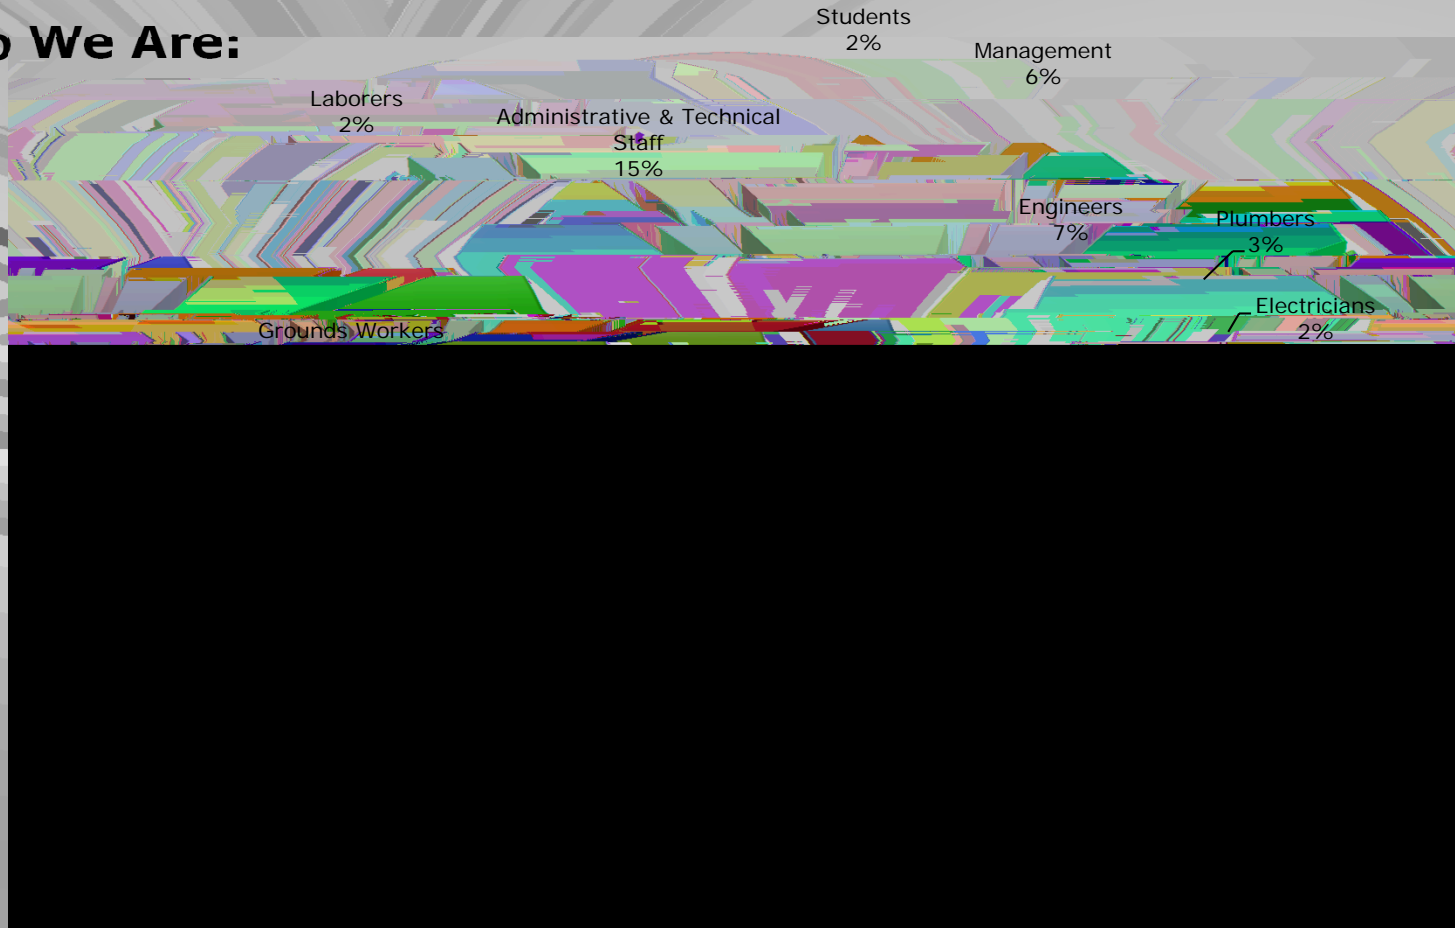 We Are:
Students
2%
Management
6%
Laborers
2%
Administrative & Technical
Staff
15%
Engineers
7%
Plumbers
3%
Electricians
2%
Grounds Workers